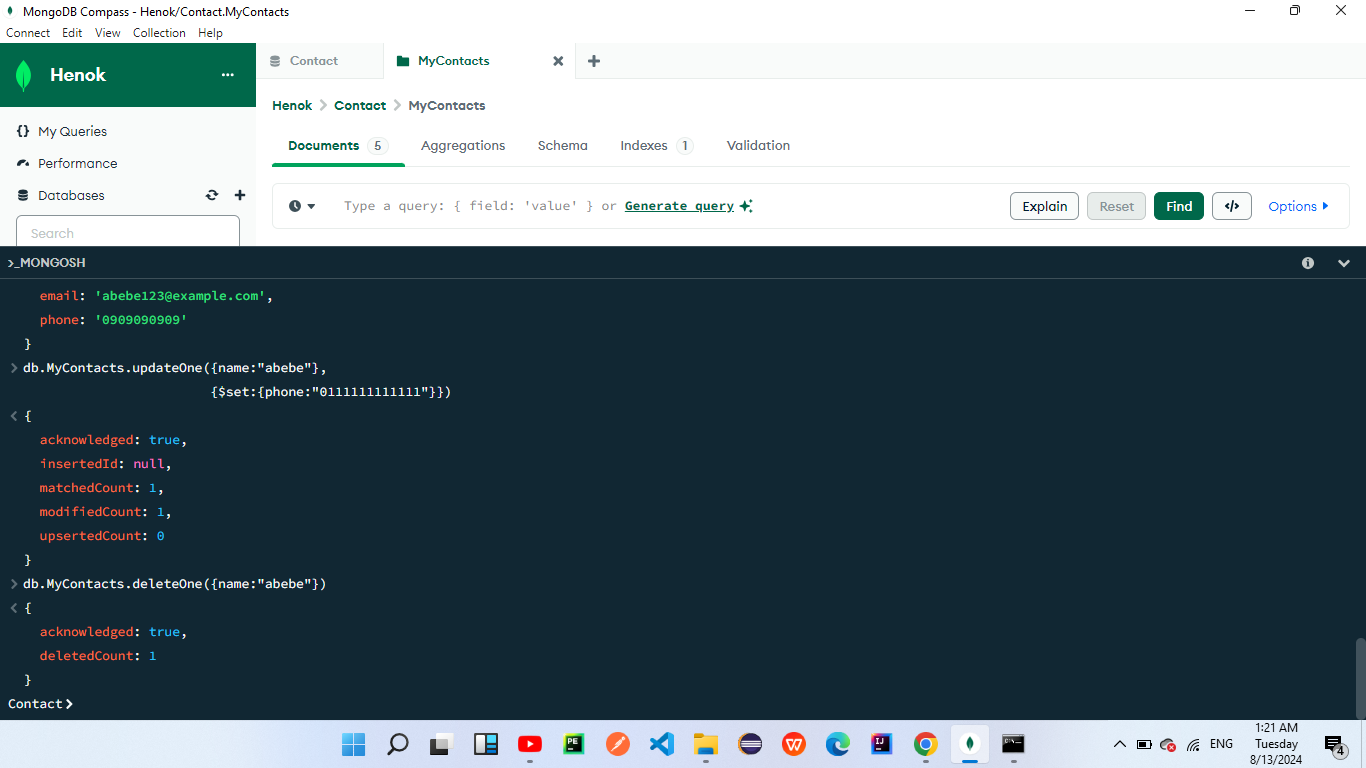 MongoDB Compass - Henok/Contact.MyContacts
Connect Edit View Collection Help
Henok
Contact
MyContacts
Henok > Contact > MyContacts
{} My Queries
Performance
Databases
Search
Documents 5 Aggregations Schema Indexes 1 Validation
Type a query: { field: 'value' } or Generate query
Explain Reset Find </> Options
>_MONGOSH
email: 'abebe123@example.com',
phone: '0909090909'
}
> db.MyContacts.updateOne({name:"abebe"},
{$set:{phone:"0111111111111"}})
< {
acknowledged: true,
insertedId: null,
matchedCount: 1,
modifiedCount: 1,
upsertedCount: 0
}
> db.MyContacts.deleteOne({name:"abebe"})
< {
acknowledged: true,
deletedCount: 1
}
Contact>
PE
IJ
ENG
1:21 AM
Tuesday
8/13/2024
4